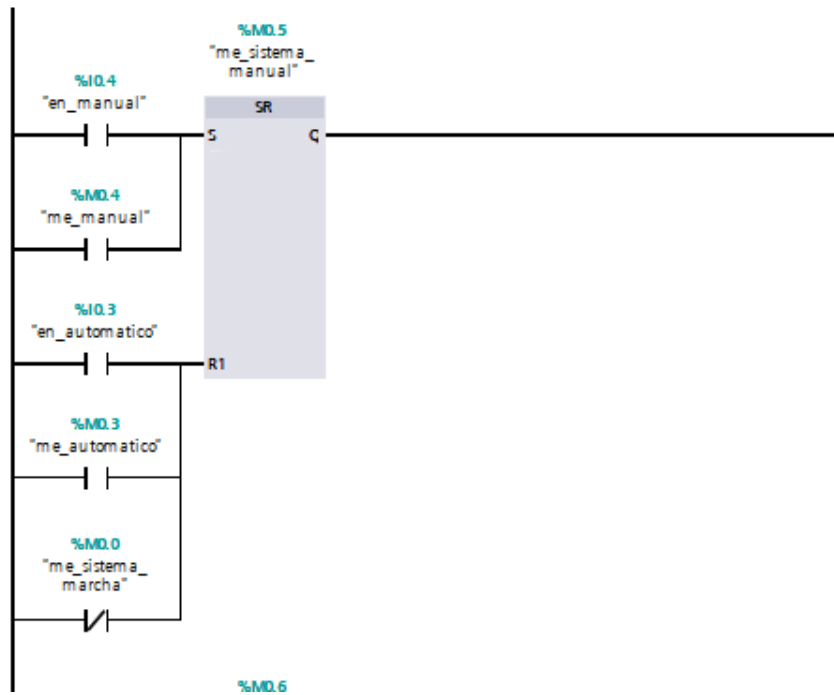 %M0.5
"me_sistema_
manual"
%I0.4
"en_manual"
SR
S
Q
%M0.4
"me_manual"
%I0.3
"en_automatico"
R1
%M0.3
"me_automatico"
%M0.0
"me_sistema_
marcha"
%M0.6